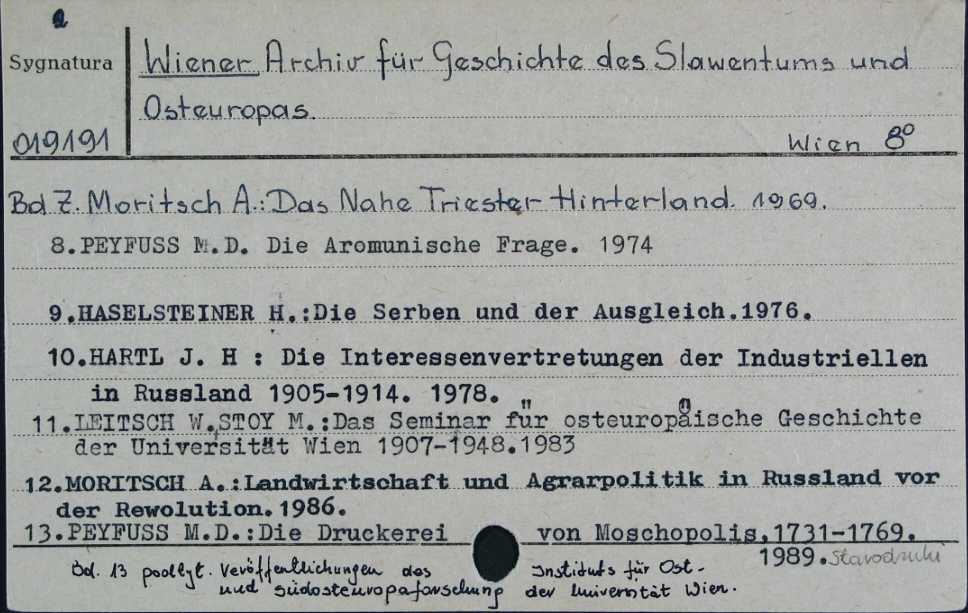 a
Sygnatura
Wiener Archiv für Geschichte des Slawentums und
Osteuropas.
019191
Wien 8°
Bd 7. Moritsch A.: Das Nahe Triester Hinterland. 1969.
8.PEYFUSS M.D. Die Aromunische Frage. 1974
9.HASELSTEINER H.:Die Serben und der Ausgleich.1976.
10.HARTL J. H : Die Interessenvertretungen der Industriellen
in Russland 1905-1914. 1978.
11.LEITSCH W.,STOY M.:Das Seminar für osteuropäische Geschichte
der Universität Wien 1907-1948.1983
12.MORITSCH A.:Landwirtschaft und Agrarpolitik in Russland vor
der Rewolution.1986.
13.PEYFUSS M.D.:Die Druckerei von Moschopolis,1731-1769.
1989. Starodruki
Bd. 13 podtyt. Veröffentlichungen des Instituts für Ost-
und Südosteuropaforschung der Universität Wien.